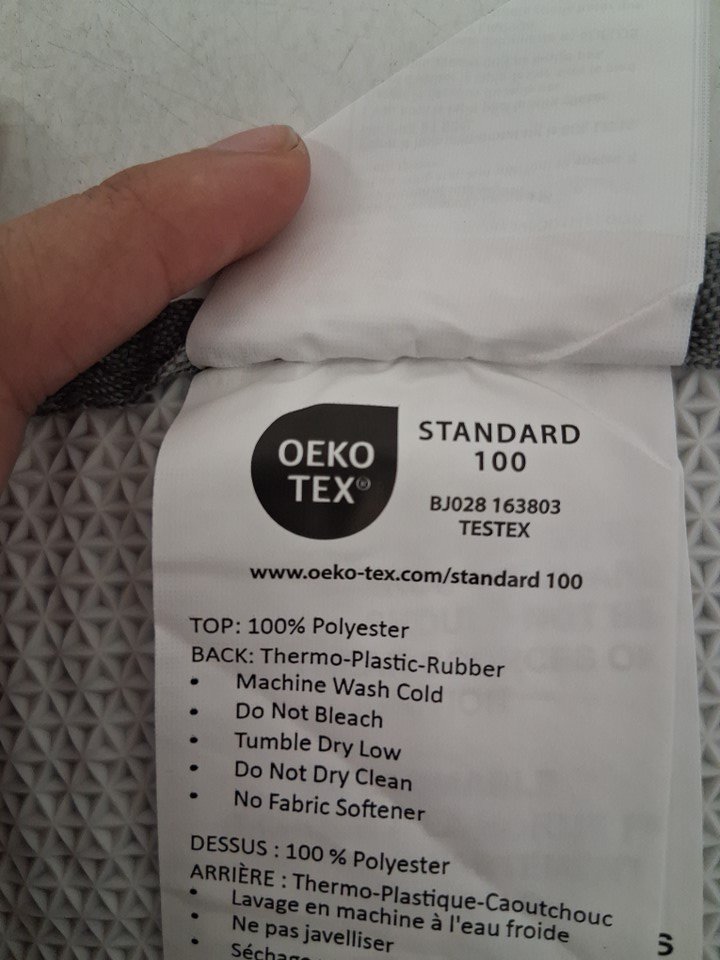 OEKO
TEX®
STANDARD
100
BJ028 163803
TESTEX
www.oeko-tex.com/standard 100
TOP: 100% Polyester
BACK: Thermo-Plastic-Rubber
• Machine Wash Cold
• Do Not Bleach
• Tumble Dry Low
• Do Not Dry Clean
• No Fabric Softener
DESSUS : 100 % Polyester
ARRIÈRE : Thermo-Plastique-Caoutchouc
• Lavage en machine à l'eau froide
• Ne pas javelliser
• Séchage
S